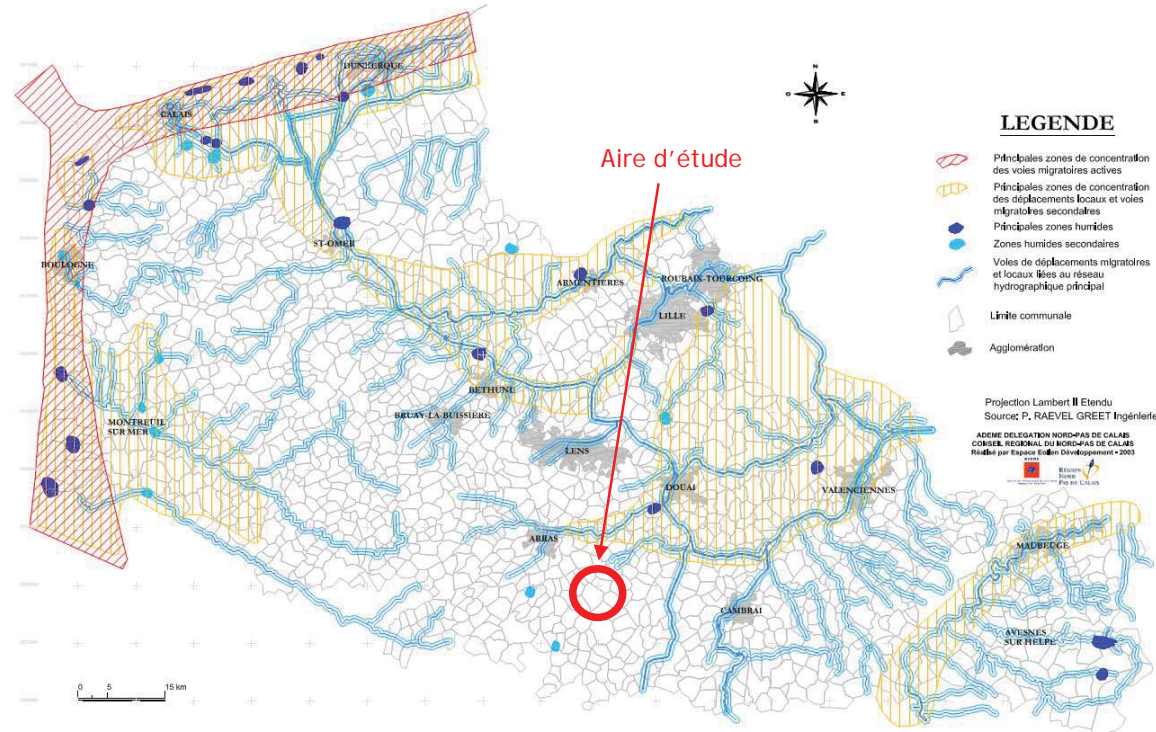 DUNKERQUE
CALAIS
N
O E
S
LEGENDE
Aire d'étude
Principales zones de concentration
des voies migratoires actives
Principales zones de concentration
des déplacements locaux et voies
migratoires secondaires
Principales zones humides
Zones humides secondaires
Voies de déplacements migratoires
et locaux liées au réseau
hydrographique principal
Limite communale
Agglomération
ST-OMER
BOULOGNE
ARMENTIERES
ROUBAIX-TOURCOING
LILLE
BETHUNE
BRUAY-LA-BUISSIERE
MONTREUIL
SUR MER
LENS
DOUAI
VALENCIENNES
ARRAS
CAMBRAI
MAUBEUGE
AVESNES
SUR HELPE
Projection Lambert II Etendu
Source: P. RAEVEL GREET Ingénierie
ADEME DELEGATION NORD-PAS DE CALAIS
CONSEIL REGIONAL DU NORD-PAS DE CALAIS
Réalisé par Espace Eolien Développement - 2003
REGION
NORD
PAS DE CALAIS
0 5 15 km